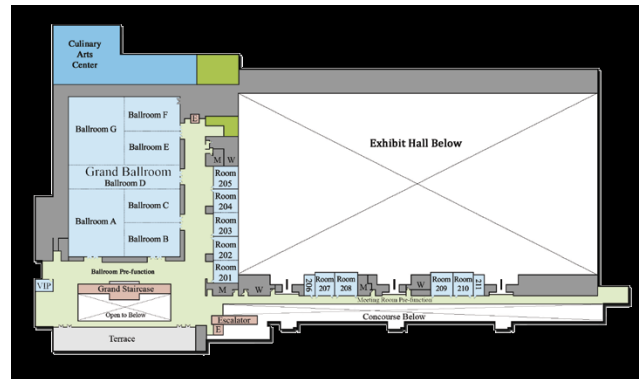 Culinary
Arts
Center
Ballroom F
Ballroom G
Ballroom E
Grand Ballroom
Ballroom D
Ballroom C
Ballroom A
Ballroom B
Ballroom Pre-function
VIP
Grand Staircase
Open to Below
Terrace
M W
Room
205
Room
204
Room
203
Room
202
Room
201
M W
Exhibit Hall Below
206
Room
207
Room
208
M
W
Room
209
Room
210
211
Meeting Room Pre-function
Escalator
E
Concourse Below